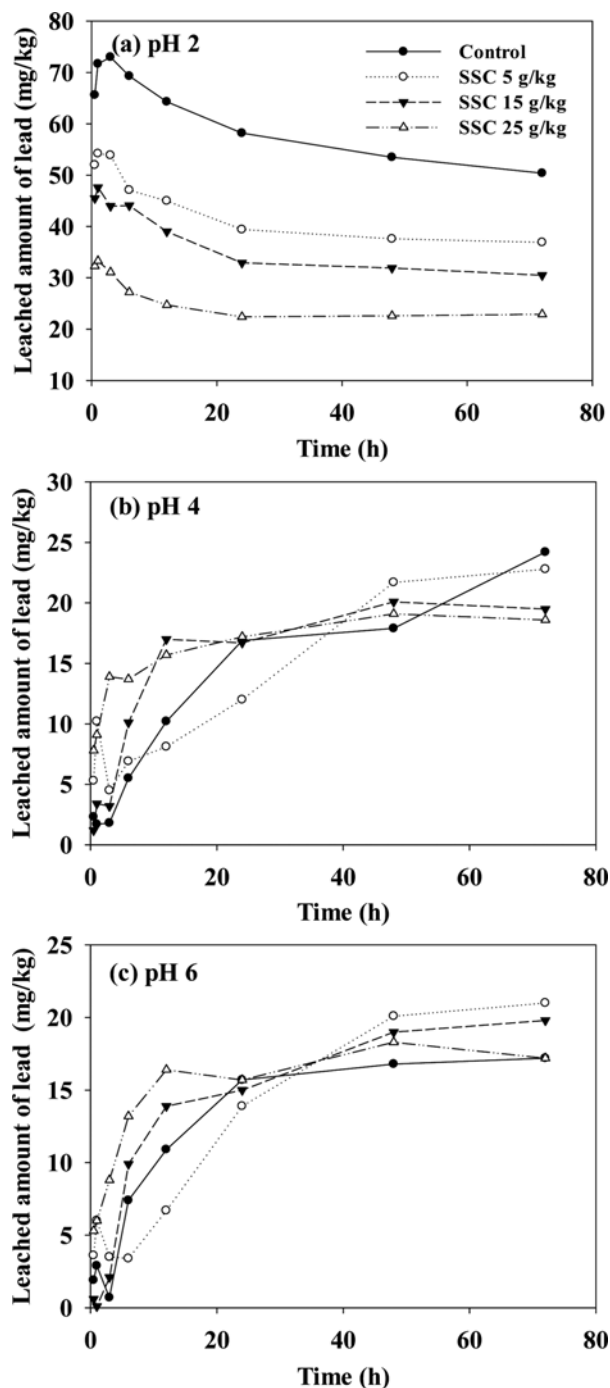 (a) pH 2
Control
SSC 5 g/kg
SSC 15 g/kg
SSC 25 g/kg
Leached amount of lead (mg/kg)
80
70
60
50
40
30
20
10
0 20 40 60 80
Time (h)
(b) pH 4
Leached amount of lead (mg/kg)
30
25
20
15
10
5
0
0 20 40 60 80
Time (h)
(c) pH 6
Leached amount of lead (mg/kg)
25
20
15
10
5
0
0 20 40 60 80
Time (h)